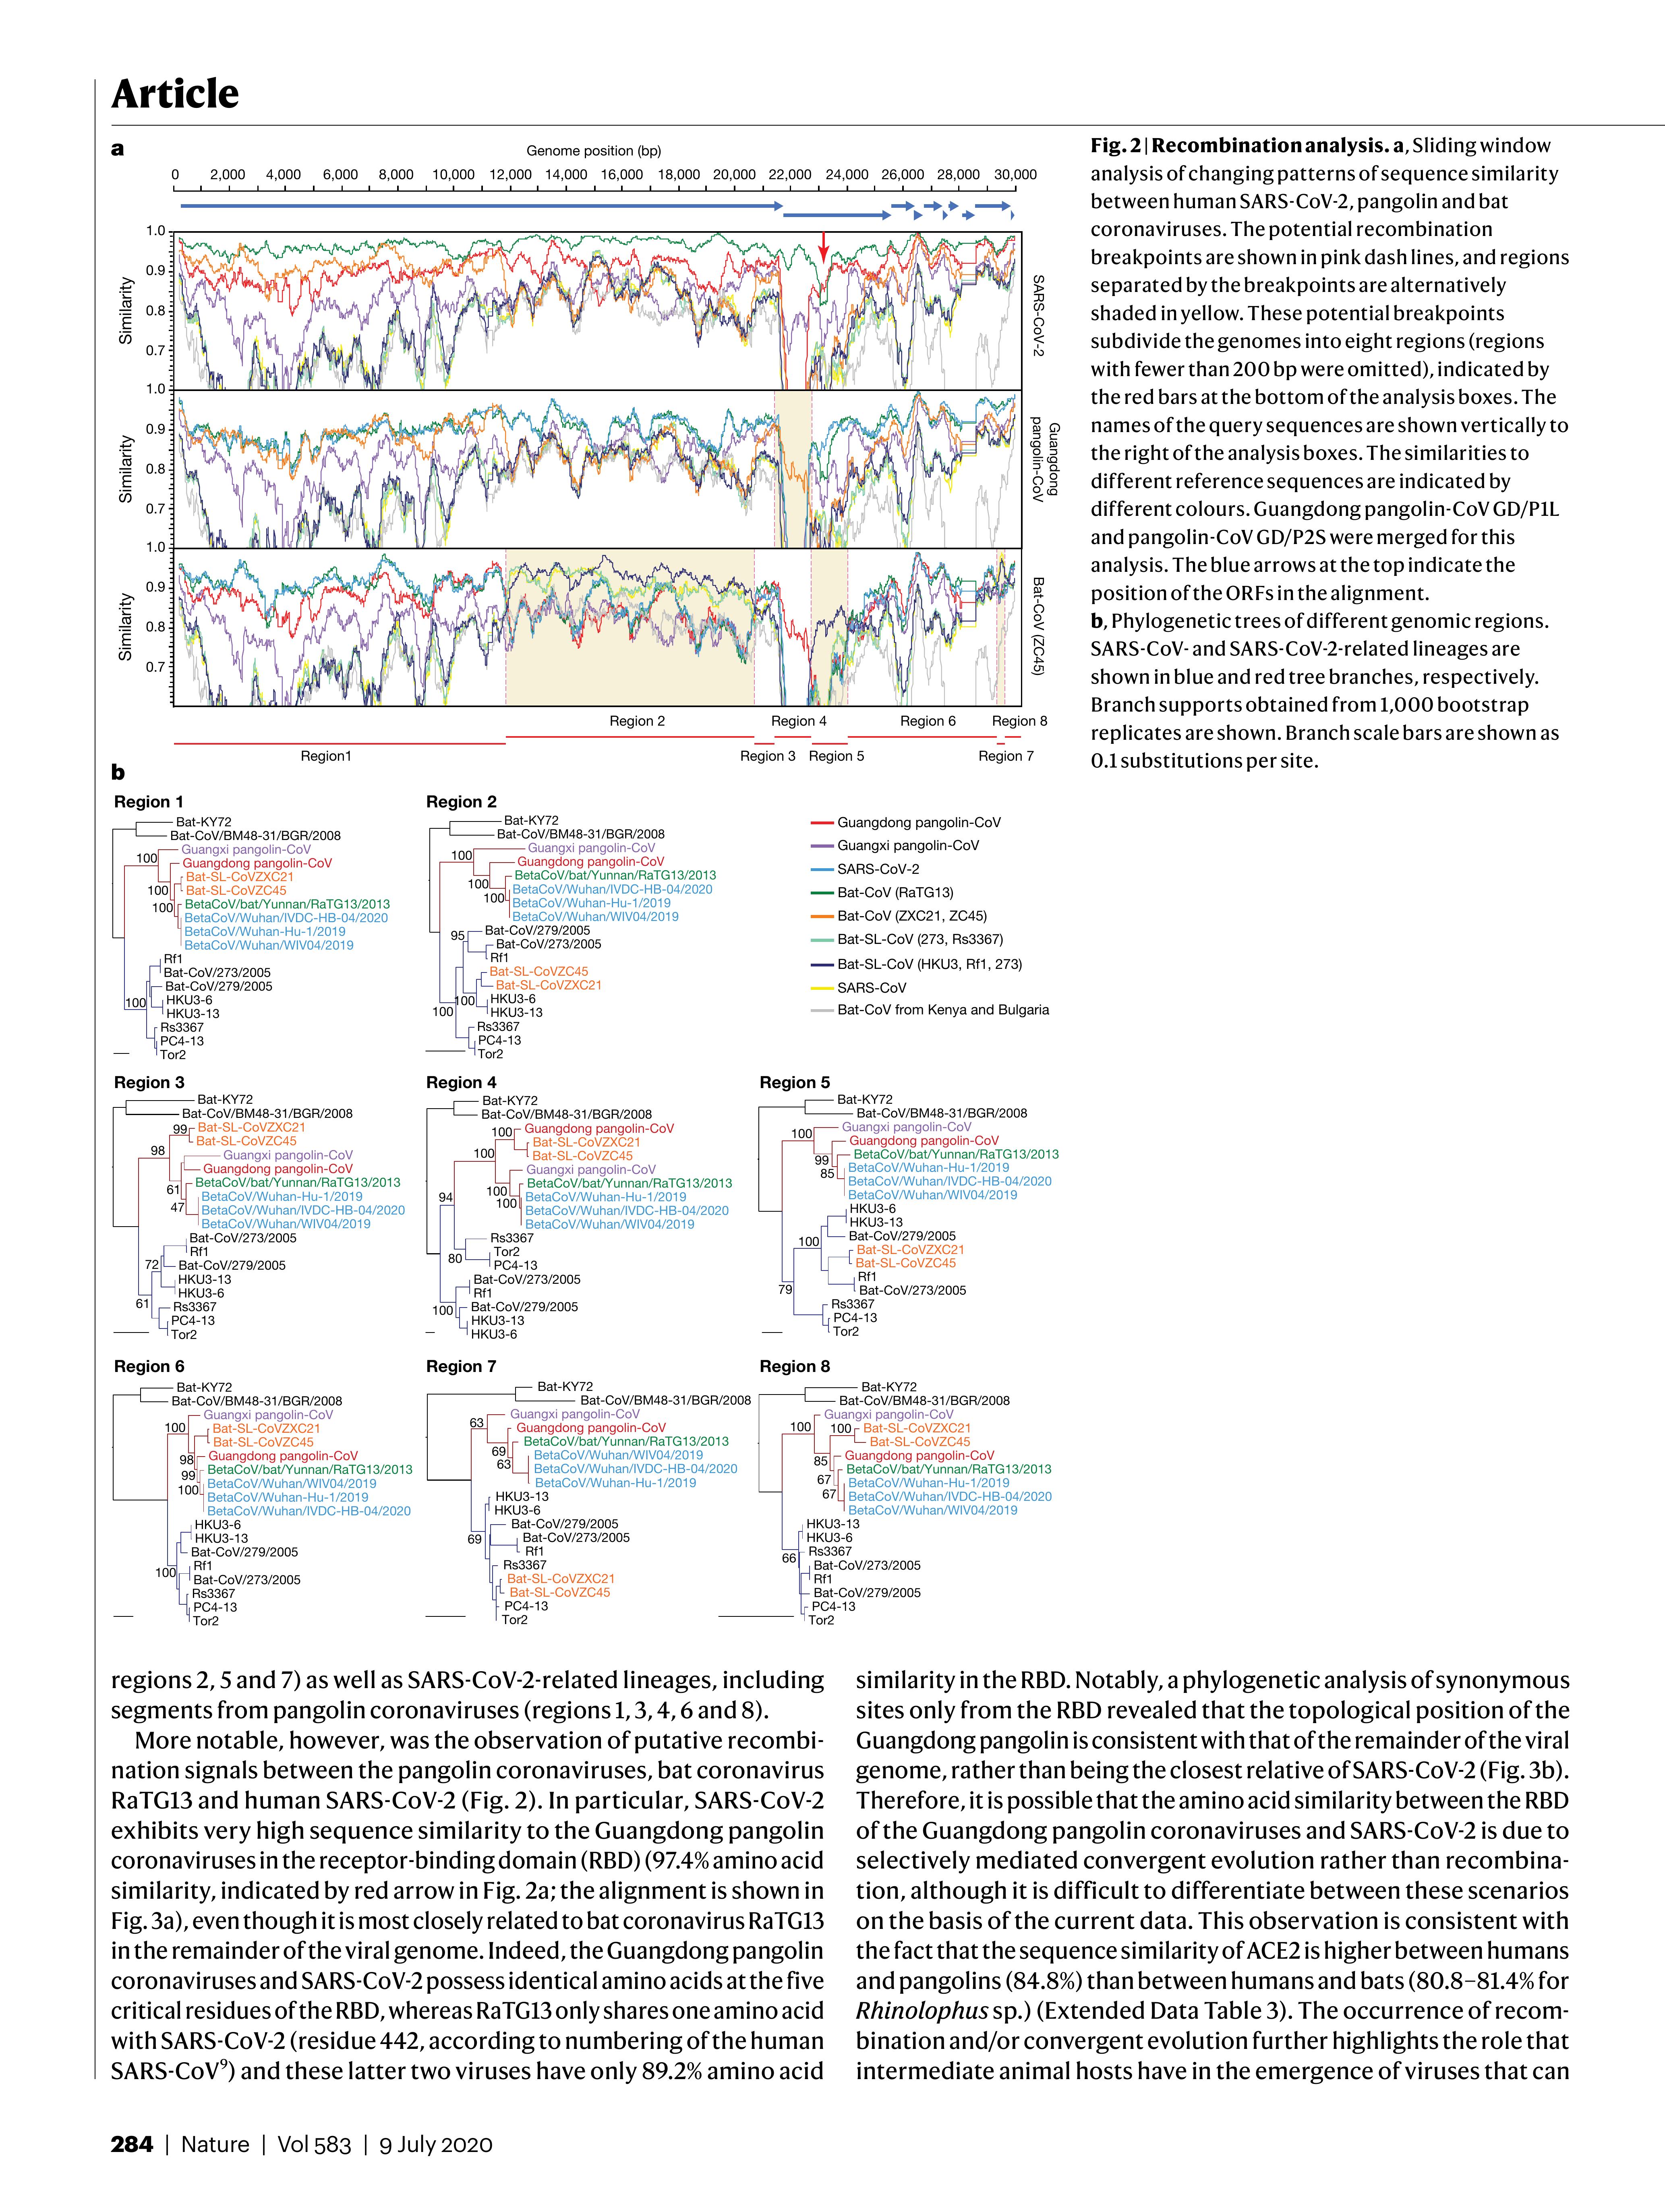 Article
a
Genome position (bp)
0 2,000 4,000 6,000 8,000 10,000 12,000 14,000 16,000 18,000 20,000 22,000 24,000 26,000 28,000 30,000
1.0
0.9
0.8
0.7
Similarity
SARS-CoV-2
1.0
0.9
0.8
0.7
Similarity
Guangdong
pangolin-CoV
1.0
0.9
0.8
0.7
Similarity
Bat-CoV (ZC45)
Region 2 Region 4 Region 6 Region 8
Region1 Region 3 Region 5 Region 7
Fig. 2 | Recombination analysis. a, Sliding window
analysis of changing patterns of sequence similarity
between human SARS-CoV-2, pangolin and bat
coronaviruses. The potential recombination
breakpoints are shown in pink dash lines, and regions
separated by the breakpoints are alternatively
shaded in yellow. These potential breakpoints
subdivide the genomes into eight regions (regions
with fewer than 200 bp were omitted), indicated by
the red bars at the bottom of the analysis boxes. The
names of the query sequences are shown vertically to
the right of the analysis boxes. The similarities to
different reference sequences are indicated by
different colours. Guangdong pangolin-CoV GD/P1L
and pangolin-CoV GD/P2S were merged for this
analysis. The blue arrows at the top indicate the
position of the ORFs in the alignment.
b, Phylogenetic trees of different genomic regions.
SARS-CoV- and SARS-CoV-2-related lineages are
shown in blue and red tree branches, respectively.
Branch supports obtained from 1,000 bootstrap
replicates are shown. Branch scale bars are shown as
0.1 substitutions per site.
b
Region 1
Bat-KY72
Bat-CoV/BM48-31/BGR/2008
Guangxi pangolin-CoV
100
Guangdong pangolin-CoV
Bat-SL-CoVZXC21
100
Bat-SL-CoVZC45
100
BetaCoV/bat/Yunnan/RaTG13/2013
BetaCoV/Wuhan/IVDC-HB-04/2020
BetaCoV/Wuhan-Hu-1/2019
BetaCoV/Wuhan/WIV04/2019
Rf1
Bat-CoV/273/2005
Bat-CoV/279/2005
100
HKU3-6
HKU3-13
Rs3367
PC4-13
Tor2
Region 2
Bat-KY72
Bat-CoV/BM48-31/BGR/2008
Guangxi pangolin-CoV
100
Guangdong pangolin-CoV
BetaCoV/bat/Yunnan/RaTG13/2013
100
BetaCoV/Wuhan/IVDC-HB-04/2020
100
BetaCoV/Wuhan-Hu-1/2019
BetaCoV/Wuhan/WIV04/2019
Bat-CoV/279/2005
95
Bat-CoV/273/2005
Rf1
Bat-SL-CoVZC45
Bat-SL-CoVZXC21
100
HKU3-6
100
HKU3-13
Rs3367
PC4-13
Tor2
Guangdong pangolin-CoV
Guangxi pangolin-CoV
SARS-CoV-2
Bat-CoV (RaTG13)
Bat-CoV (ZXC21, ZC45)
Bat-SL-CoV (273, Rs3367)
Bat-SL-CoV (HKU3, Rf1, 273)
SARS-CoV
Bat-CoV from Kenya and Bulgaria
Region 3
Bat-KY72
Bat-CoV/BM48-31/BGR/2008
99
Bat-SL-CoVZXC21
Bat-SL-CoVZC45
98
Guangxi pangolin-CoV
Guangdong pangolin-CoV
BetaCoV/bat/Yunnan/RaTG13/2013
61
BetaCoV/Wuhan-Hu-1/2019
47
BetaCoV/Wuhan/IVDC-HB-04/2020
BetaCoV/Wuhan/WIV04/2019
Bat-CoV/273/2005
Rf1
72
Bat-CoV/279/2005
HKU3-13
HKU3-6
61
Rs3367
PC4-13
Tor2
Region 4
Bat-KY72
Bat-CoV/BM48-31/BGR/2008
Guangdong pangolin-CoV
100
Bat-SL-CoVZXC21
100
Bat-SL-CoVZC45
Guangxi pangolin-CoV
BetaCoV/bat/Yunnan/RaTG13/2013
100
94
BetaCoV/Wuhan-Hu-1/2019
100
BetaCoV/Wuhan/IVDC-HB-04/2020
BetaCoV/Wuhan/WIV04/2019
Rs3367
Tor2
80
PC4-13
Bat-CoV/273/2005
Rf1
100
Bat-CoV/279/2005
HKU3-13
HKU3-6
Region 5
Bat-KY72
Bat-CoV/BM48-31/BGR/2008
Guangxi pangolin-CoV
100
Guangdong pangolin-CoV
BetaCoV/bat/Yunnan/RaTG13/2013
99
BetaCoV/Wuhan-Hu-1/2019
85
BetaCoV/Wuhan/IVDC-HB-04/2020
BetaCoV/Wuhan/WIV04/2019
HKU3-6
HKU3-13
Bat-CoV/279/2005
100
Bat-SL-CoVZXC21
Bat-SL-CoVZC45
Rf1
79
Bat-CoV/273/2005
Rs3367
PC4-13
Tor2
Region 6
Bat-KY72
Bat-CoV/BM48-31/BGR/2008
Guangxi pangolin-CoV
100
Bat-SL-CoVZXC21
Bat-SL-CoVZC45
98
Guangdong pangolin-CoV
99
BetaCoV/bat/Yunnan/RaTG13/2013
100
BetaCoV/Wuhan/WIV04/2019
BetaCoV/Wuhan-Hu-1/2019
BetaCoV/Wuhan/IVDC-HB-04/2020
HKU3-6
HKU3-13
Bat-CoV/279/2005
Rf1
100
Bat-CoV/273/2005
Rs3367
PC4-13
Tor2
Region 7
Bat-KY72
Bat-CoV/BM48-31/BGR/2008
Guangxi pangolin-CoV
63
Guangdong pangolin-CoV
BetaCoV/bat/Yunnan/RaTG13/2013
69
BetaCoV/Wuhan/WIV04/2019
63
BetaCoV/Wuhan/IVDC-HB-04/2020
BetaCoV/Wuhan-Hu-1/2019
HKU3-13
HKU3-6
Bat-CoV/279/2005
69
Bat-CoV/273/2005
Rf1
Rs3367
Bat-SL-CoVZXC21
Bat-SL-CoVZC45
PC4-13
Tor2
Region 8
Bat-KY72
Bat-CoV/BM48-31/BGR/2008
Guangxi pangolin-CoV
100
100
Bat-SL-CoVZXC21
Bat-SL-CoVZC45
Guangdong pangolin-CoV
85
BetaCoV/bat/Yunnan/RaTG13/2013
67
BetaCoV/Wuhan-Hu-1/2019
67
BetaCoV/Wuhan/IVDC-HB-04/2020
BetaCoV/Wuhan/WIV04/2019
HKU3-13
HKU3-6
Rs3367
66
Bat-CoV/273/2005
Rf1
Bat-CoV/279/2005
PC4-13
Tor2
regions 2, 5 and 7) as well as SARS-CoV-2-related lineages, including
segments from pangolin coronaviruses (regions 1, 3, 4, 6 and 8).
More notable, however, was the observation of putative recombi-
nation signals between the pangolin coronaviruses, bat coronavirus
RaTG13 and human SARS-CoV-2 (Fig. 2). In particular, SARS-CoV-2
exhibits very high sequence similarity to the Guangdong pangolin
coronaviruses in the receptor-binding domain (RBD) (97.4% amino acid
similarity, indicated by red arrow in Fig. 2a; the alignment is shown in
Fig. 3a), even though it is most closely related to bat coronavirus RaTG13
in the remainder of the viral genome. Indeed, the Guangdong pangolin
coronaviruses and SARS-CoV-2 possess identical amino acids at the five
critical residues of the RBD, whereas RaTG13 only shares one amino acid
with SARS-CoV-2 (residue 442, according to numbering of the human
SARS-CoV9) and these latter two viruses have only 89.2% amino acid
similarity in the RBD. Notably, a phylogenetic analysis of synonymous
sites only from the RBD revealed that the topological position of the
Guangdong pangolin is consistent with that of the remainder of the viral
genome, rather than being the closest relative of SARS-CoV-2 (Fig. 3b).
Therefore, it is possible that the amino acid similarity between the RBD
of the Guangdong pangolin coronaviruses and SARS-CoV-2 is due to
selectively mediated convergent evolution rather than recombina-
tion, although it is difficult to differentiate between these scenarios
on the basis of the current data. This observation is consistent with
the fact that the sequence similarity of ACE2 is higher between humans
and pangolins (84.8%) than between humans and bats (80.8–81.4% for
Rhinolophus sp.) (Extended Data Table 3). The occurrence of recom-
bination and/or convergent evolution further highlights the role that
intermediate animal hosts have in the emergence of viruses that can
284 | Nature | Vol 583 | 9 July 2020